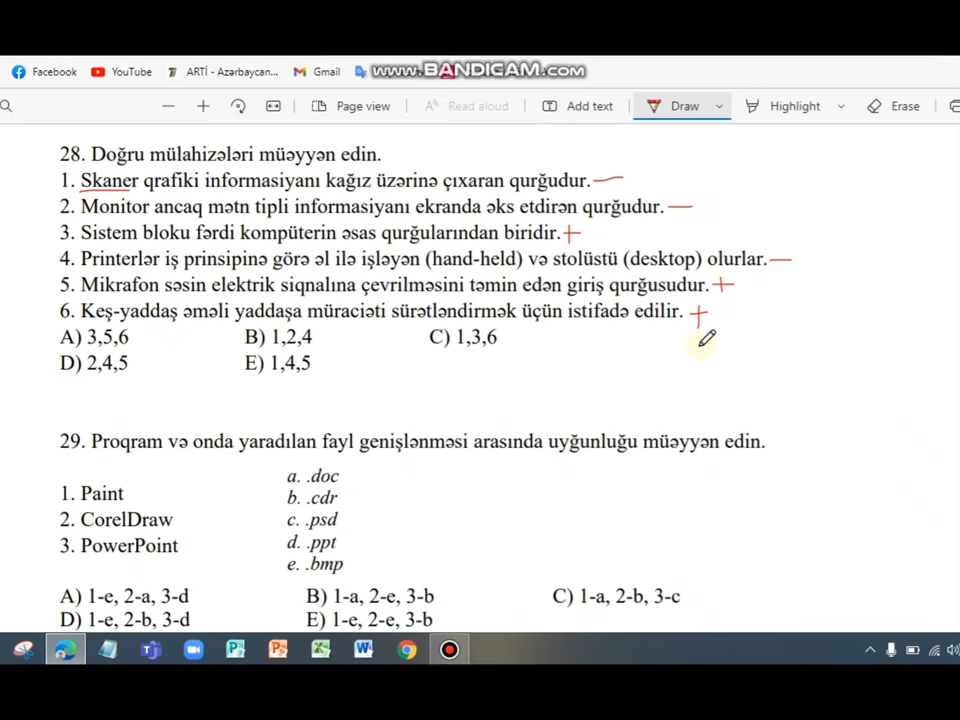 Facebook YouTube ARTİ - Azərbaycan... Gmail www.BANDICAM.com
Page view Read aloud Add text Draw Highlight Erase
28. Doğru mülahizələri müəyyən edin.
1. Skaner qrafiki informasiyanı kağız üzərinə çıxaran qurğudur. —
2. Monitor ancaq mətn tipli informasiyanı ekranda əks etdirən qurğudur. —
3. Sistem bloku fərdi kompüterin əsas qurğularından biridir. +
4. Printerlər iş prinsipinə görə əl ilə işləyən (hand-held) və stolüstü (desktop) olurlar. —
5. Mikrafon səsin elektrik siqnalına çevrilməsini təmin edən giriş qurğusudur. +
6. Keş-yaddaş əməli yaddaşa müraciəti sürətləndirmək üçün istifadə edilir. +
A) 3,5,6 B) 1,2,4 C) 1,3,6
D) 2,4,5 E) 1,4,5
29. Proqram və onda yaradılan fayl genişlənməsi arasında uyğunluğu müəyyən edin.
a. .doc
1. Paint b. .cdr
2. CorelDraw c. .psd
3. PowerPoint d. .ppt
e. .bmp
A) 1-e, 2-a, 3-d B) 1-a, 2-e, 3-b C) 1-a, 2-b, 3-c
D) 1-e, 2-b, 3-d E) 1-e, 2-e, 3-b